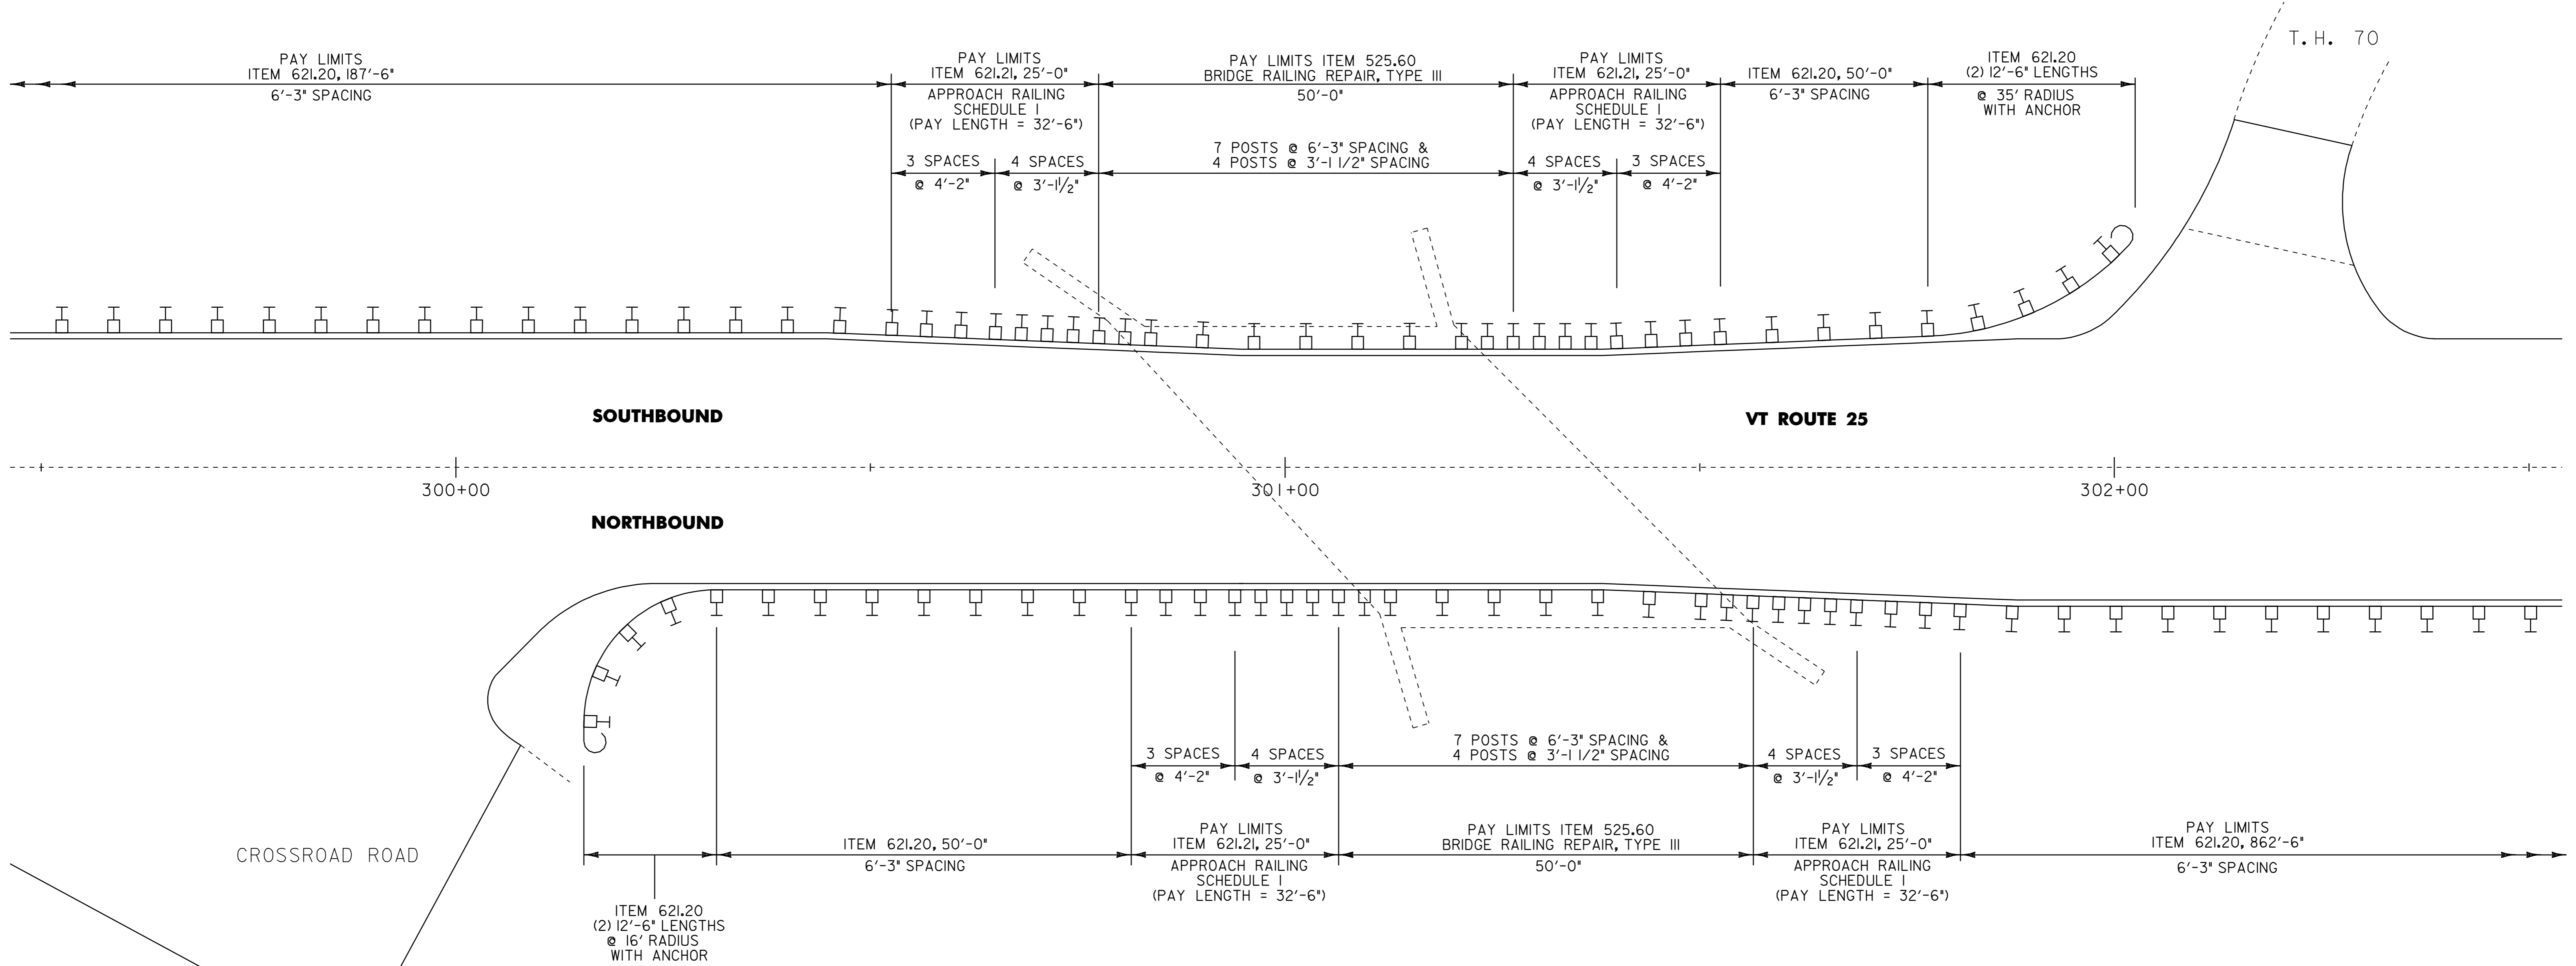 T.H. 70
PAY LIMITS
ITEM 621.20, 187'-6"
6'-3" SPACING
PAY LIMITS
ITEM 621.21, 25'-0"
APPROACH RAILING
SCHEDULE I
(PAY LENGTH = 32'-6")
3 SPACES
@ 4'-2"
4 SPACES
@ 3'-1 1/2"
PAY LIMITS ITEM 525.60
BRIDGE RAILING REPAIR, TYPE III
50'-0"
7 POSTS @ 6'-3" SPACING &
4 POSTS @ 3'-1 1/2" SPACING
PAY LIMITS
ITEM 621.21, 25'-0"
APPROACH RAILING
SCHEDULE I
(PAY LENGTH = 32'-6")
4 SPACES
@ 3'-1 1/2"
3 SPACES
@ 4'-2"
ITEM 621.20, 50'-0"
6'-3" SPACING
ITEM 621.20
(2) 12'-6" LENGTHS
@ 35' RADIUS
WITH ANCHOR
SOUTHBOUND
VT ROUTE 25
300+00
301+00
302+00
NORTHBOUND
CROSSROAD ROAD
ITEM 621.20
(2) 12'-6" LENGTHS
@ 16' RADIUS
WITH ANCHOR
ITEM 621.20, 50'-0"
6'-3" SPACING
3 SPACES
@ 4'-2"
4 SPACES
@ 3'-1 1/2"
PAY LIMITS
ITEM 621.21, 25'-0"
APPROACH RAILING
SCHEDULE I
(PAY LENGTH = 32'-6")
7 POSTS @ 6'-3" SPACING &
4 POSTS @ 3'-1 1/2" SPACING
PAY LIMITS ITEM 525.60
BRIDGE RAILING REPAIR, TYPE III
50'-0"
4 SPACES
@ 3'-1 1/2"
3 SPACES
@ 4'-2"
PAY LIMITS
ITEM 621.21, 25'-0"
APPROACH RAILING
SCHEDULE I
(PAY LENGTH = 32'-6")
PAY LIMITS
ITEM 621.20, 862'-6"
6'-3" SPACING